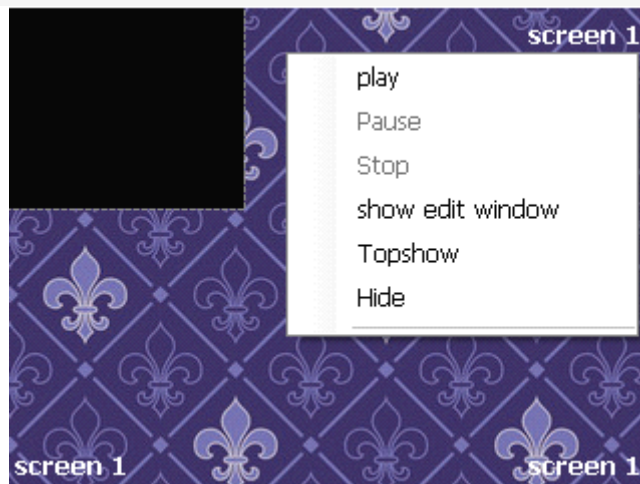 screen 1
play
Pause
Stop
show edit window
Topshow
Hide
screen 1
screen 1